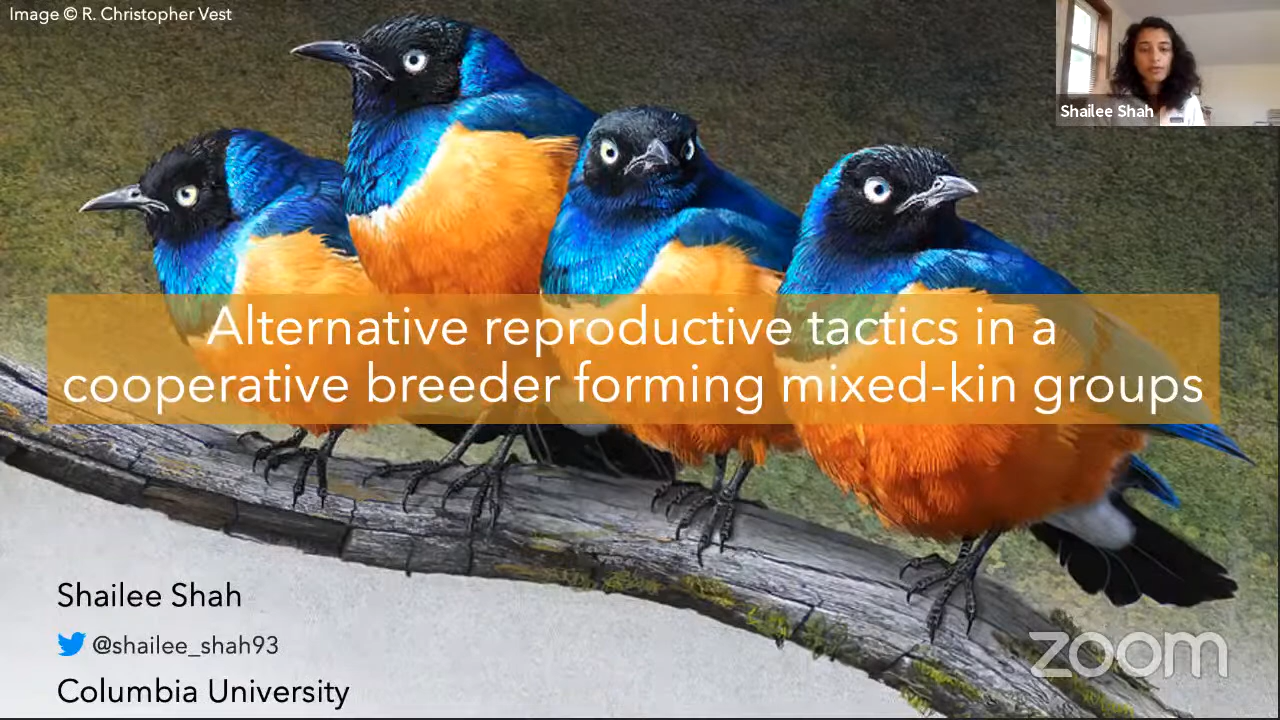 Image © R. Christopher Vest
Shailee Shah
Alternative reproductive tactics in a
cooperative breeder forming mixed-kin groups
Shailee Shah
@shailee_shah93
Columbia University
zoom